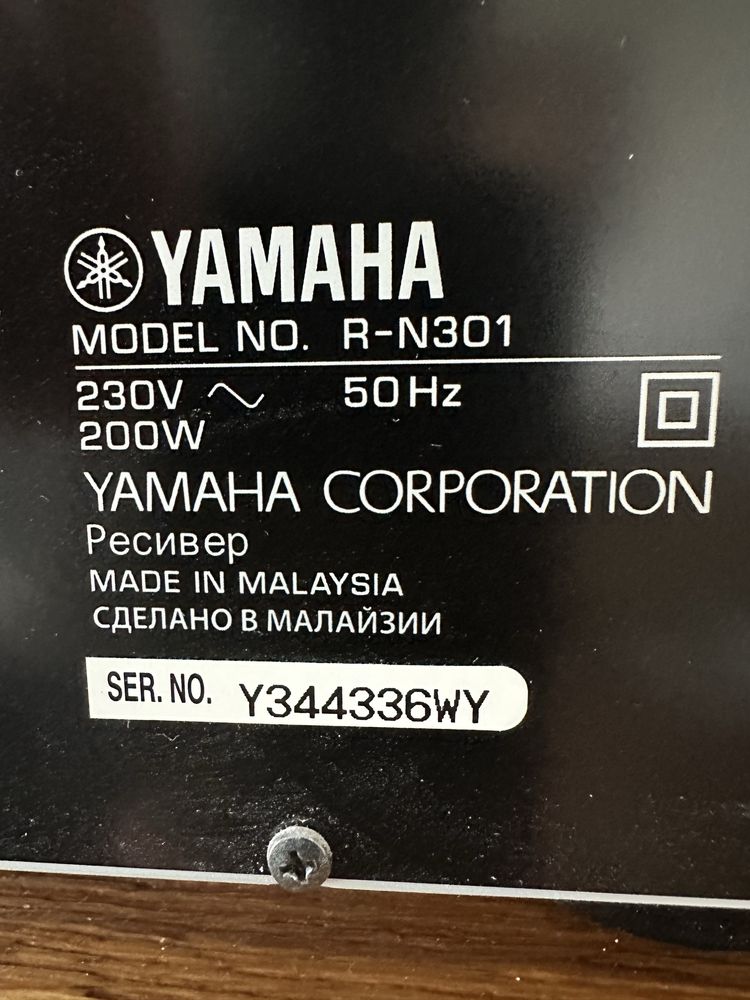 YAMAHA
MODEL NO. R-N301
230V ~ 50Hz
200W
YAMAHA CORPORATION
Ресивер
MADE IN MALAYSIA
СДЕЛАНО В МАЛАЙЗИИ
SER. NO. Y344336WY